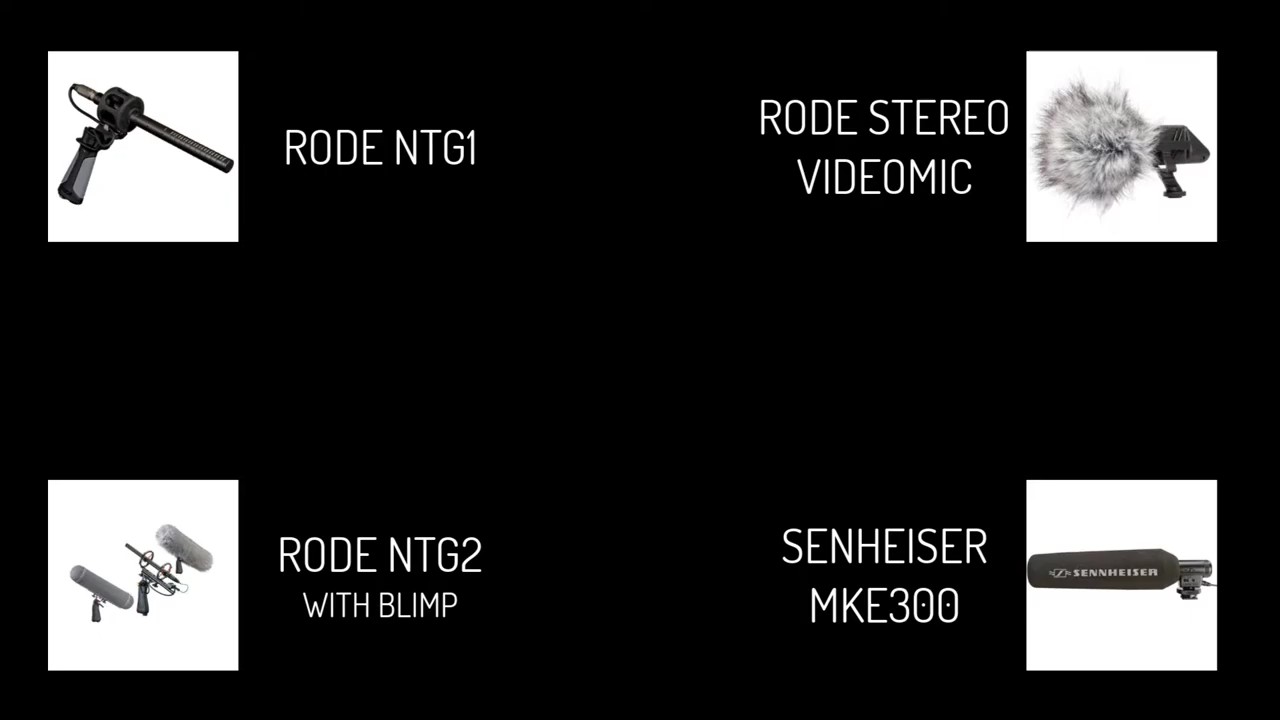 RODE NTG1
RODE STEREO
VIDEOMIC
RODE NTG2
WITH BLIMP
SENHEISER
MKE300
SENNHEISER